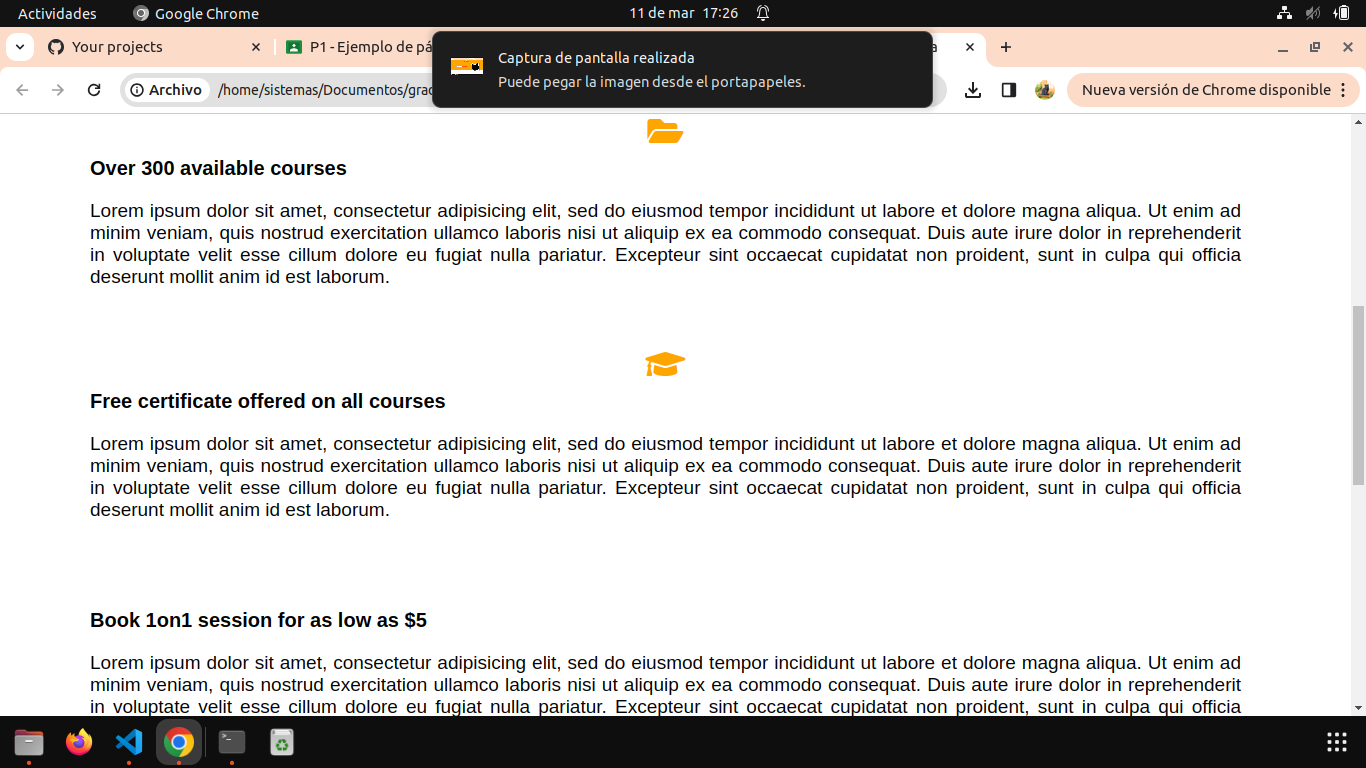 Actividades
Google Chrome
11 de mar 17:26
Your projects
P1 - Ejemplo de pá
Captura de pantalla realizada
Puede pegar la imagen desde el portapapeles.
Archivo
/home/sistemas/Documentos/grad
Nueva versión de Chrome disponible
Over 300 available courses
Lorem ipsum dolor sit amet, consectetur adipisicing elit, sed do eiusmod tempor incididunt ut labore et dolore magna aliqua. Ut enim ad
minim veniam, quis nostrud exercitation ullamco laboris nisi ut aliquip ex ea commodo consequat. Duis aute irure dolor in reprehenderit
in voluptate velit esse cillum dolore eu fugiat nulla pariatur. Excepteur sint occaecat cupidatat non proident, sunt in culpa qui officia
deserunt mollit anim id est laborum.
Free certificate offered on all courses
Lorem ipsum dolor sit amet, consectetur adipisicing elit, sed do eiusmod tempor incididunt ut labore et dolore magna aliqua. Ut enim ad
minim veniam, quis nostrud exercitation ullamco laboris nisi ut aliquip ex ea commodo consequat. Duis aute irure dolor in reprehenderit
in voluptate velit esse cillum dolore eu fugiat nulla pariatur. Excepteur sint occaecat cupidatat non proident, sunt in culpa qui officia
deserunt mollit anim id est laborum.
Book 1on1 session for as low as $5
Lorem ipsum dolor sit amet, consectetur adipisicing elit, sed do eiusmod tempor incididunt ut labore et dolore magna aliqua. Ut enim ad
minim veniam, quis nostrud exercitation ullamco laboris nisi ut aliquip ex ea commodo consequat. Duis aute irure dolor in reprehenderit
in voluptate velit esse cillum dolore eu fugiat nulla pariatur. Excepteur sint occaecat cupidatat non proident, sunt in culpa qui officia